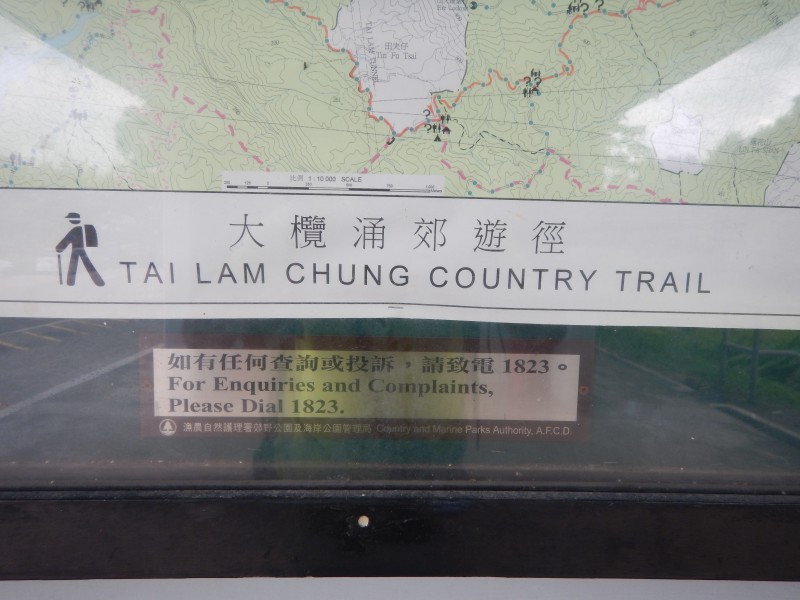 TAI LAM TUNNEL
田夫仔
Tin Fu Tsai
比例 1 : 10 000 SCALE
大欖涌郊遊徑
TAI LAM CHUNG COUNTRY TRAIL
如有任何查詢或投訴，請致電 1823。
For Enquiries and Complaints,
Please Dial 1823.
漁農自然護理署郊野公園及海岸公園管理局 Country and Marine Parks Authority, A.F.C.D.